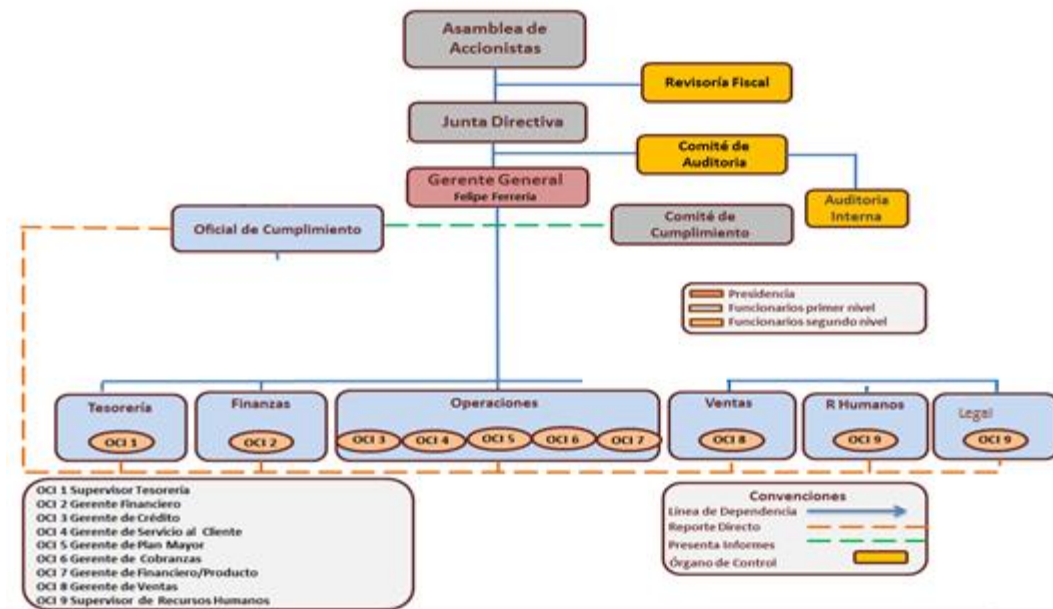 Asamblea de
Accionistas
Revisoría Fiscal
Junta Directiva
Comité de
Auditoria
Gerente General
Felipe Ferreria
Auditoria
Interna
Oficial de Cumplimiento
Comité de
Cumplimiento
Presidencia
Funcionarios primer nivel
Funcionarios segundo nivel
Tesorería
Finanzas
Operaciones
Ventas
R Humanos
Legal
OCI 1
OCI 2
OCI 3
OCI 4
OCI 5
OCI 6
OCI 7
OCI 8
OCI 9
OCI 9
OCI 1 Supervisor Tesorería
OCI 2 Gerente Financiero
OCI 3 Gerente de Crédito
OCI 4 Gerente de Servicio al Cliente
OCI 5 Gerente de Plan Mayor
OCI 6 Gerente de Cobranzas
OCI 7 Gerente de Financiero/Producto
OCI 8 Gerente de Ventas
OCI 9 Supervisor de Recursos Humanos
Convenciones
Línea de Dependencia
Reporte Directo
Presenta Informes
Órgano de Control